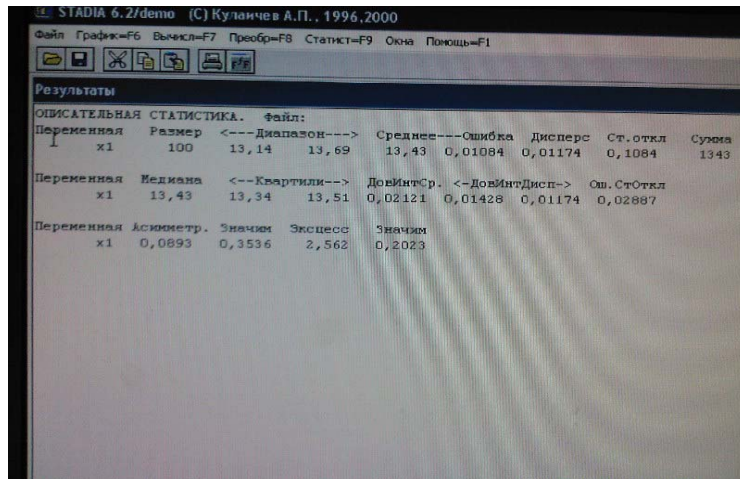 STADIA 6.2/demo (C) Кулаичев А.П., 1996,2000
Файл График=F6 Вычисл=F7 Преобр=F8 Статист=F9 Окна Помощь=F1
Результаты
ОПИСАТЕЛЬНАЯ СТАТИСТИКА. Файл:
Переменная Размер <---Диапазон---> Среднее---Ошибка Дисперс Ст.откл Сумма
x1 100 13,14 13,69 13,43 0,01084 0,01174 0,1084 1343
Переменная Медиана <--Квартили--> ДовИнтСр. <-ДовИнтДисп-> Ош.СтОткл
x1 13,43 13,34 13,51 0,02121 0,01428 0,01174 0,02887
Переменная Асимметр. Значим Эксцесс Значим
x1 0,0893 0,3536 2,562 0,2023